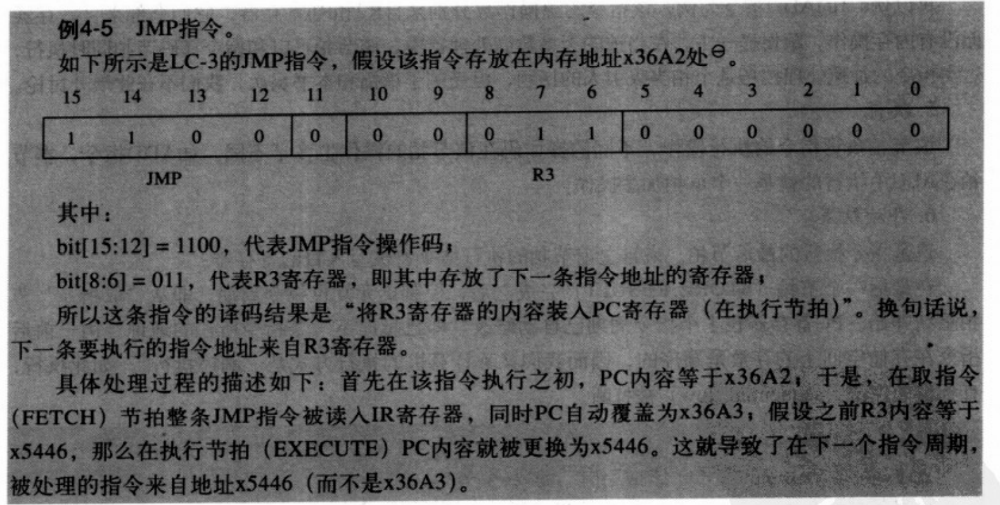 例4-5 JMP指令。
如下所示是LC-3的JMP指令，假设该指令存放在内存地址x36A2处⊖。
15 14 13 12 11 10 9 8 7 6 5 4 3 2 1 0
1 1 0 0 0 0 0 0 1 1 0 0 0 0 0 0
JMP R3
其中：
bit[15:12] = 1100，代表JMP指令操作码；
bit[8:6] = 011，代表R3寄存器，即其中存放了下一条指令地址的寄存器；
所以这条指令的译码结果是“将R3寄存器的内容装入PC寄存器（在执行节拍）”。换句话说，
下一条要执行的指令地址来自R3寄存器。
具体处理过程的描述如下：首先在该指令执行之初，PC内容等于x36A2；于是，在取指令
（FETCH）节拍整条JMP指令被读入IR寄存器，同时PC自动覆盖为x36A3；假设之前R3内容等于
x5446，那么在执行节拍（EXECUTE）PC内容就被更换为x5446。这就导致了在下一个指令周期，
被处理的指令来自地址x5446（而不是x36A3）。